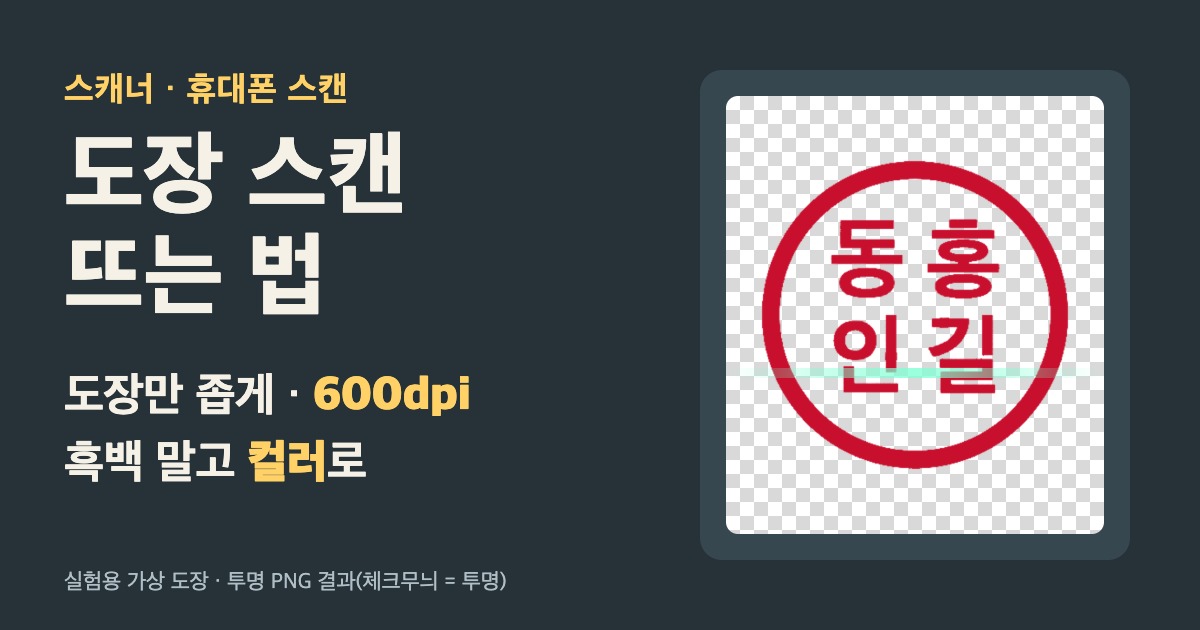 스캐너 · 휴대폰 스캔
도장 스캔
뜨는 법
도장만 좁게 · 600dpi
흑백 말고 컬러로
실험용 가상 도장 · 투명 PNG 결과(체크무늬 = 투명)
동홍
인길